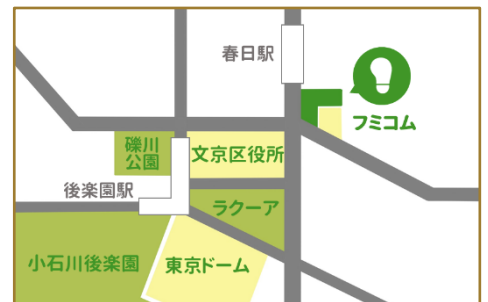 春日駅
フミコム
礫川
公園
文京区役所
後楽園駅
ラクーア
小石川後楽園
東京ドーム